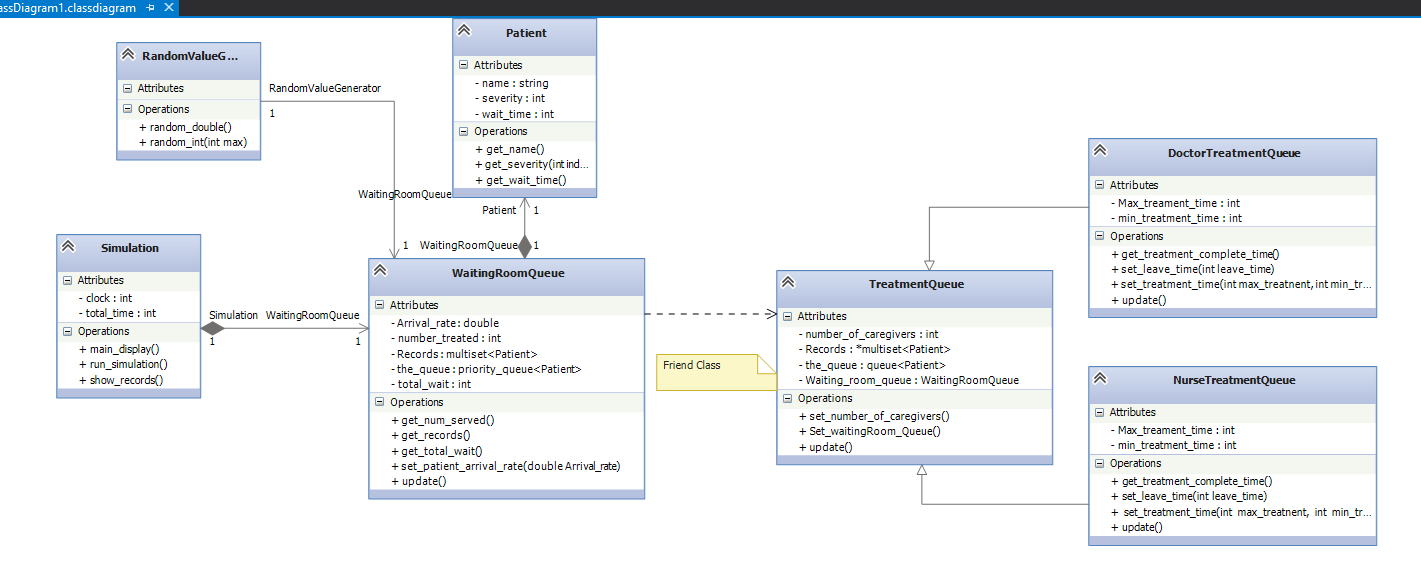 assDiagram1.classdiagram
RandomValueG...
Attributes
Operations
+ random_double()
+ random_int(int max)
RandomValueGenerator
1
WaitingRoomQueue
1
Patient
Attributes
- name : string
- severity : int
- wait_time : int
Operations
+ get_name()
+ get_severity(int ind...
+ get_wait_time()
Patient
1
WaitingRoomQueue
1
Simulation
Attributes
- clock : int
- total_time : int
Operations
+ main_display()
+ run_simulation()
+ show_records()
Simulation
1
WaitingRoomQueue
1
WaitingRoomQueue
Attributes
- Arrival_rate: double
- number_treated : int
- Records: multiset<Patient>
- the_queue : priority_queue<Patient>
- total_wait : int
Operations
+ get_num_served()
+ get_records()
+ get_total_wait()
+ set_patient_arrival_rate(double Arrival_rate)
+ update()
Friend Class
TreatmentQueue
Attributes
- number_of_caregivers : int
- Records : *multiset<Patient>
- the_queue : queue<Patient>
- Waiting_room_queue : WaitingRoomQueue
Operations
+ set_number_of_caregivers()
+ Set_waitingRoom_Queue()
+ update()
DoctorTreatmentQueue
Attributes
- Max_treament_time : int
- min_treatment_time : int
Operations
+ get_treatment_complete_time()
+ set_leave_time(int leave_time)
+ set_treatment_time(int max_treatnent, int min_tr...
+ update()
NurseTreatmentQueue
Attributes
- Max_treament_time : int
- min_treatment_time : int
Operations
+ get_treatment_complete_time()
+ set_leave_time(int leave_time)
+ set_treatment_time(int max_treatnent, int min_tr...
+ update()